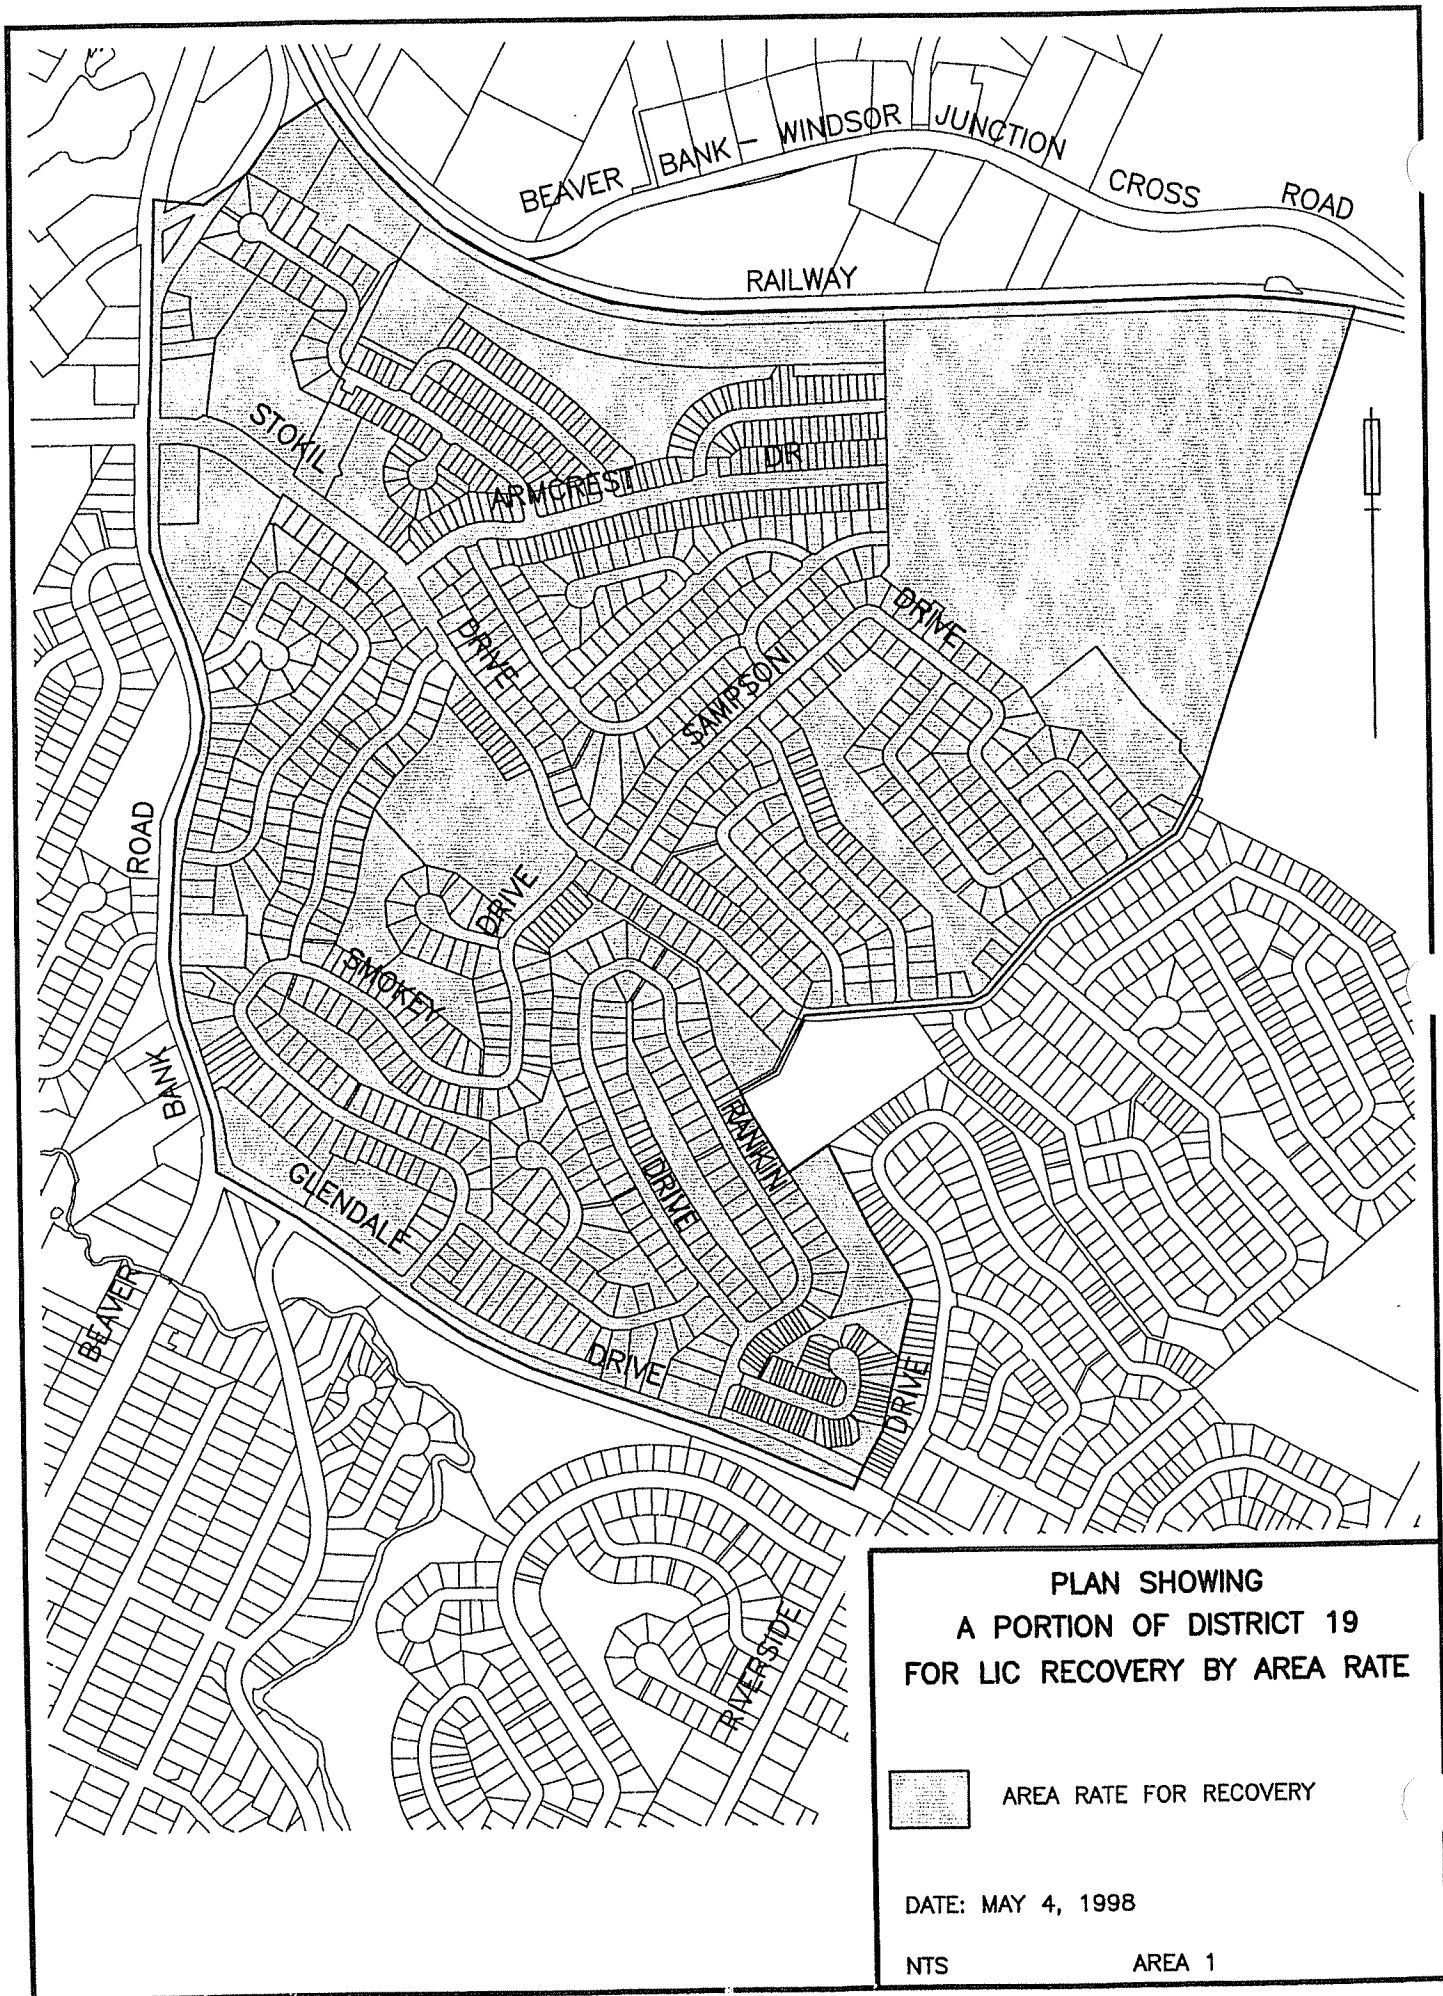 BEAVER BANK - WINDSOR JUNCTION CROSS ROAD
RAILWAY
STOKIL DRIVE
ARMCREST DR
SAMPSON DRIVE
SMOKEY DRIVE
RANKIN DRIVE
GLENDALE DRIVE
BEAVER BANK ROAD
RIVERSIDE DRIVE
PLAN SHOWING
A PORTION OF DISTRICT 19
FOR LIC RECOVERY BY AREA RATE
AREA RATE FOR RECOVERY
DATE: MAY 4, 1998
NTS AREA 1